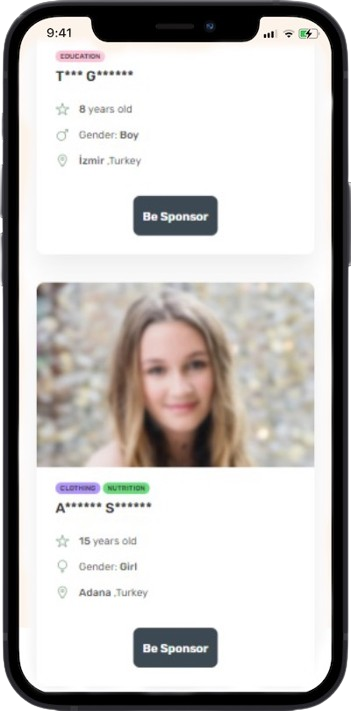 9:41
EDUCATION
T*** G******
8 years old
Gender: Boy
İzmir ,Turkey
Be Sponsor
CLOTHING NUTRITION
A****** S*******
15 years old
Gender: Girl
Adana ,Turkey
Be Sponsor